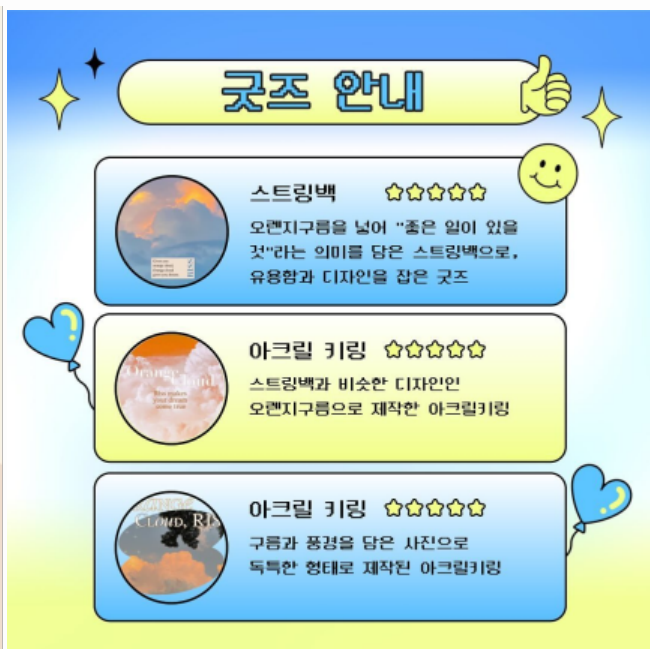 굿즈 안내
스트링백
오렌지구름을 넣어 "좋은 일이 있을
것"라는 의미를 담은 스트링백으로,
유용함과 디자인을 잡은 굿즈
아크릴 키링
스트링백과 비슷한 디자인인
오렌지구름으로 제작한 아크릴키링
Orange
Cloud
아크릴 키링
구름과 풍경을 담은 사진으로
독특한 형태로 제작된 아크릴키링
CLOUD, RIS